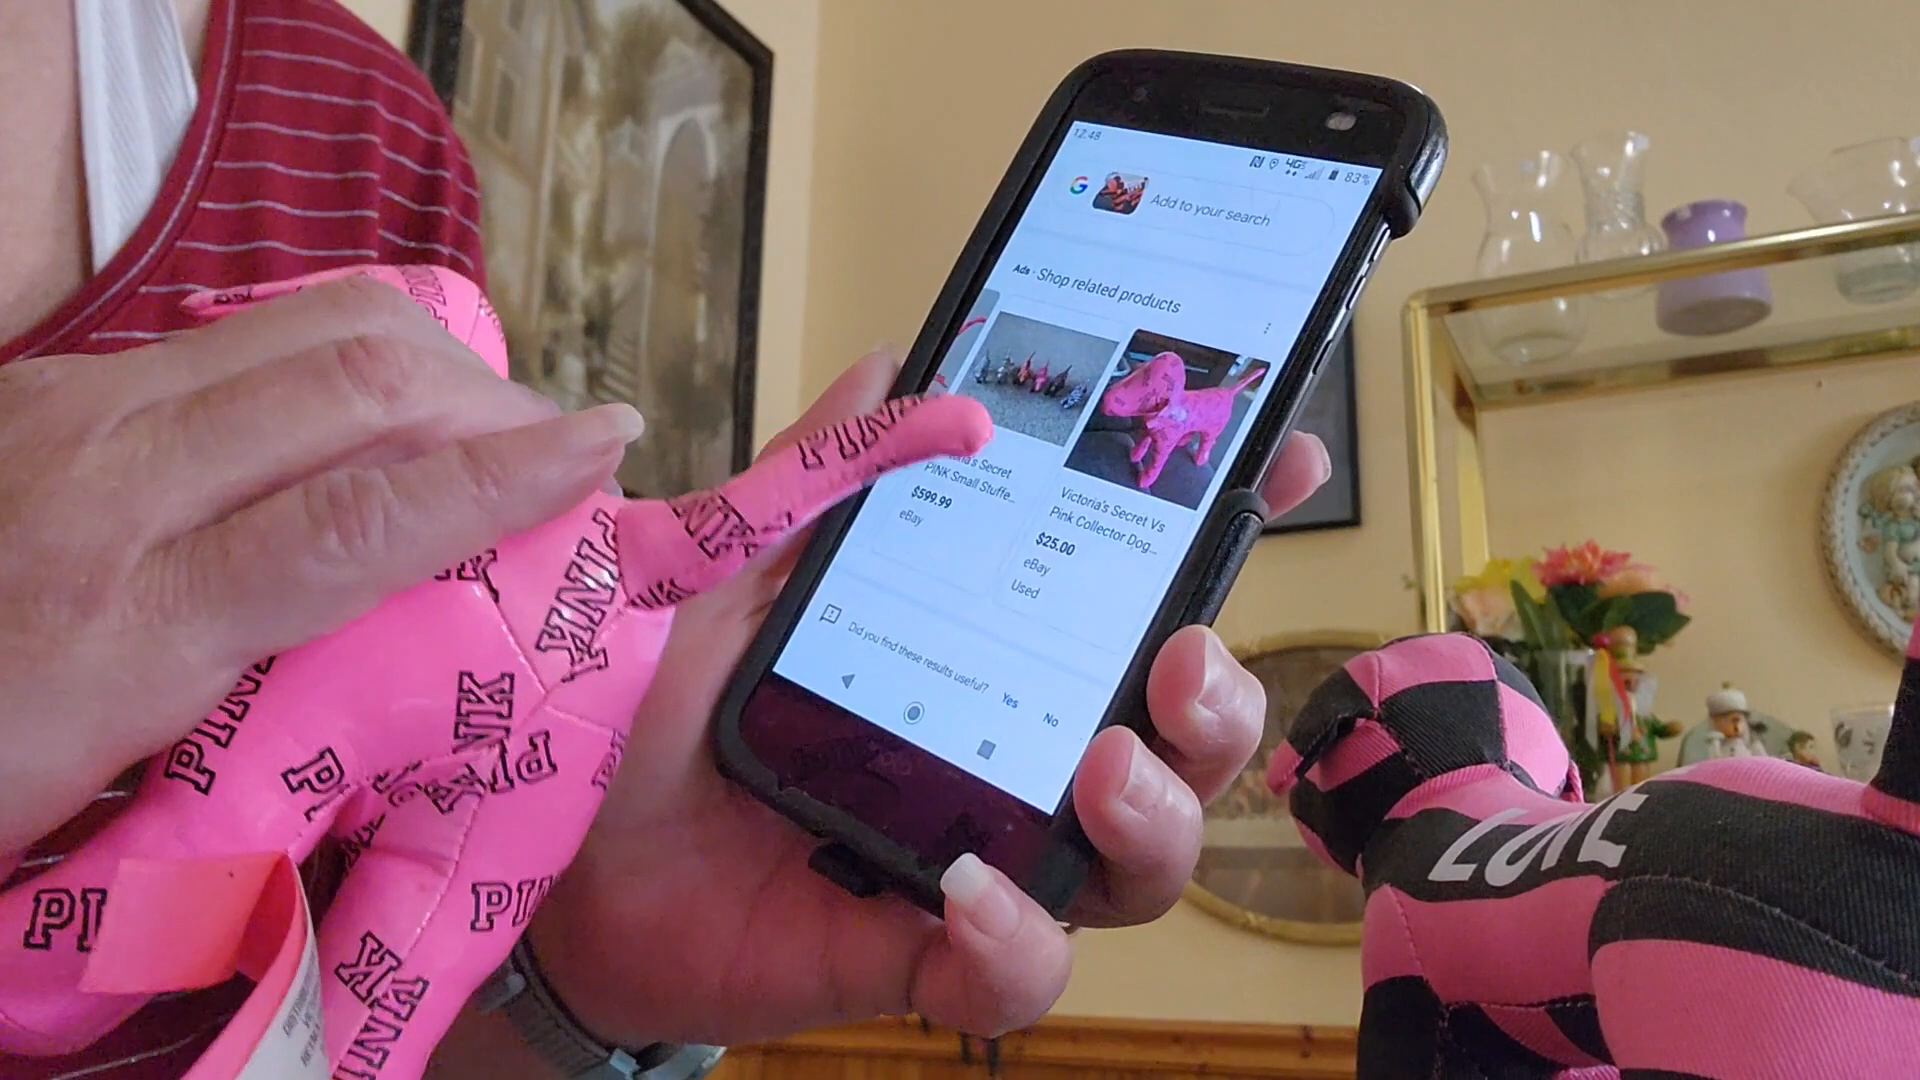 12:48
4G
83%
G
Add to your search
Ads · Shop related products
Secret
PINK Small Stuffe...
$599.99
eBay
Victoria's Secret Vs
Pink Collector Dog...
$25.00
eBay
Used
Did you find these results useful?
Yes
No
PINK
PINK
PINK
PINK
PINK
LOVE